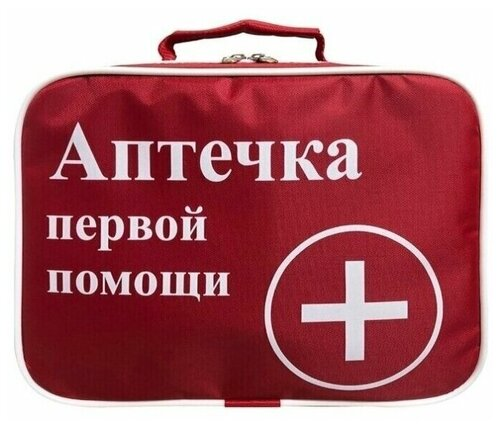 Аптечка
первой
помощи